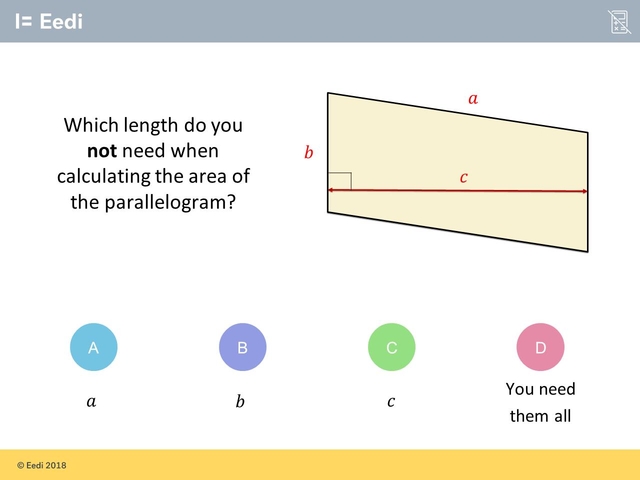 I= Eedi
Which length do you
not need when
calculating the area of
the parallelogram?
a
b
c
A
B
C
D
a
b
c
You need
them all
© Eedi 2018